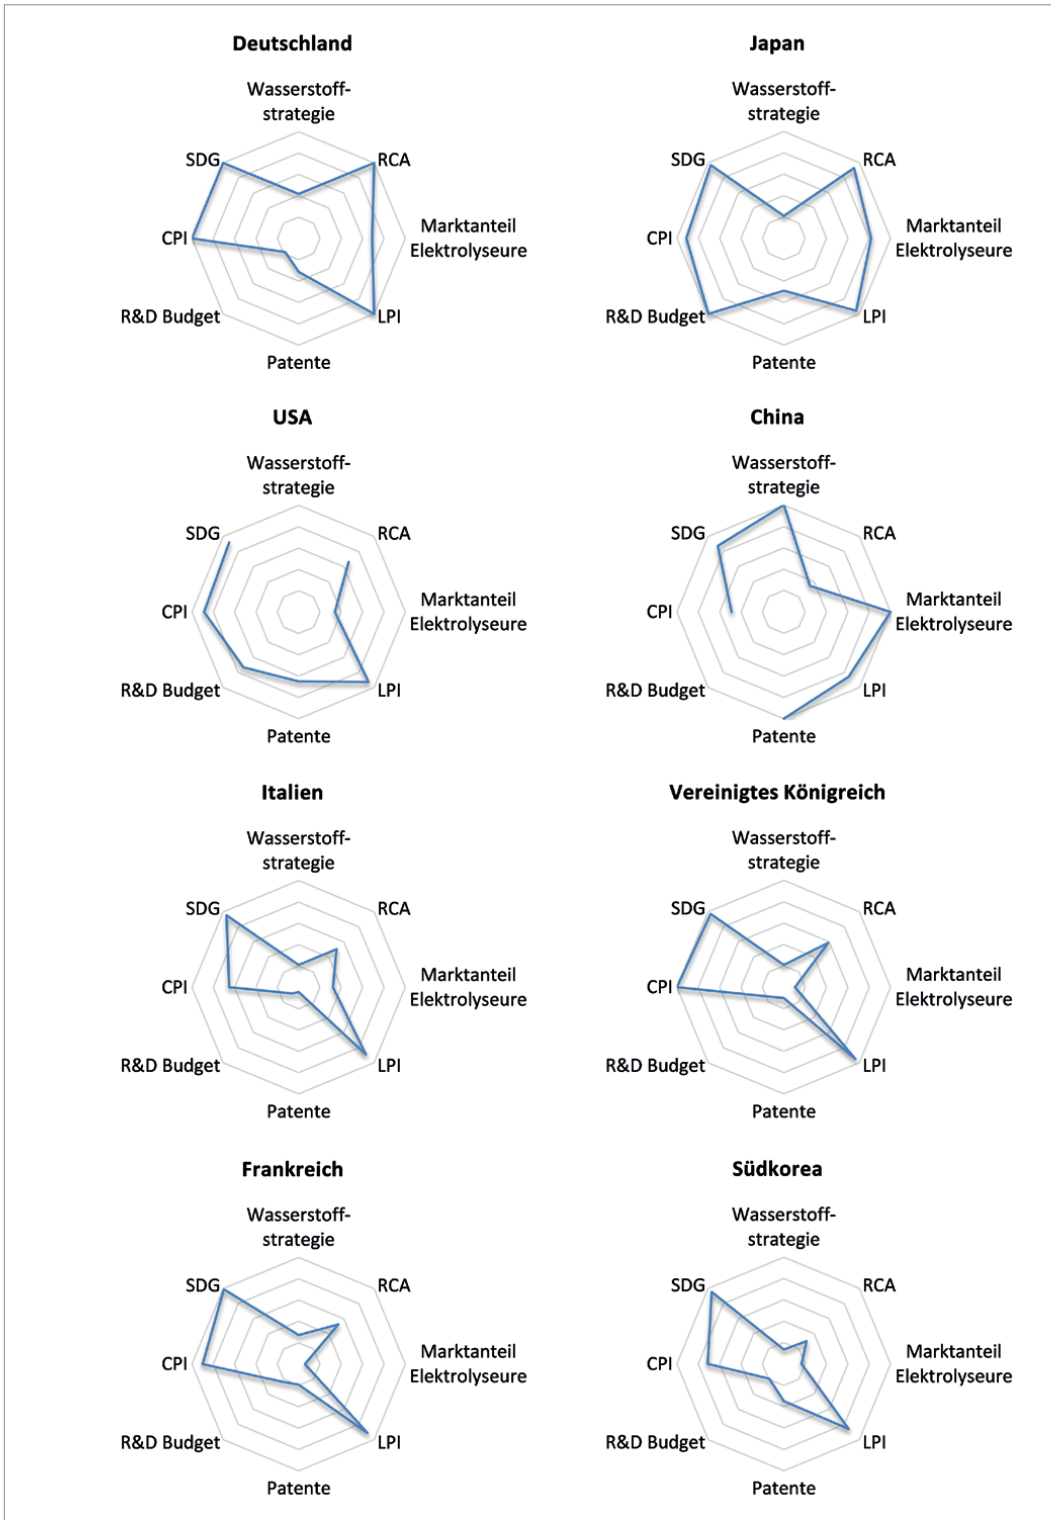 Deutschland
Wasserstoff-
strategie
SDG
RCA
CPI
Marktanteil
Elektrolyseure
R&D Budget
LPI
Patente
Japan
Wasserstoff-
strategie
SDG
RCA
CPI
Marktanteil
Elektrolyseure
R&D Budget
LPI
Patente
USA
Wasserstoff-
strategie
SDG
RCA
CPI
Marktanteil
Elektrolyseure
R&D Budget
LPI
Patente
China
Wasserstoff-
strategie
SDG
RCA
CPI
Marktanteil
Elektrolyseure
R&D Budget
LPI
Patente
Italien
Wasserstoff-
strategie
SDG
RCA
CPI
Marktanteil
Elektrolyseure
R&D Budget
LPI
Patente
Vereinigtes Königreich
Wasserstoff-
strategie
SDG
RCA
CPI
Marktanteil
Elektrolyseure
R&D Budget
LPI
Patente
Frankreich
Wasserstoff-
strategie
SDG
RCA
CPI
Marktanteil
Elektrolyseure
R&D Budget
LPI
Patente
Südkorea
Wasserstoff-
strategie
SDG
RCA
CPI
Marktanteil
Elektrolyseure
R&D Budget
LPI
Patente